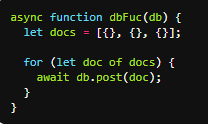 async function dbFuc(db) {
  let docs = [{}, {}, {}];

  for (let doc of docs) {
    await db.post(doc);
  }
}